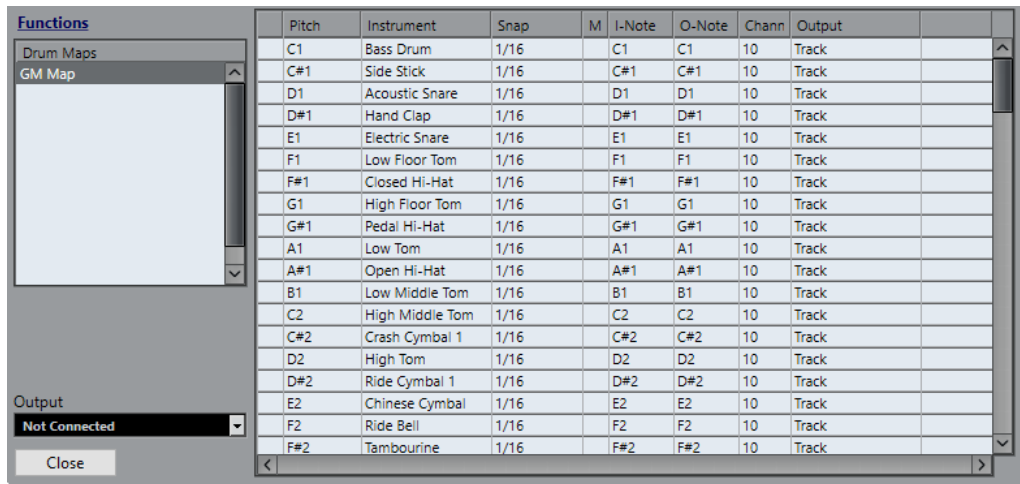 Functions
Drum Maps
GM Map
Output
Not Connected
Close
Pitch Instrument Snap M I-Note O-Note Chann Output
C1 Bass Drum 1/16 C1 C1 10 Track
C#1 Side Stick 1/16 C#1 C#1 10 Track
D1 Acoustic Snare 1/16 D1 D1 10 Track
D#1 Hand Clap 1/16 D#1 D#1 10 Track
E1 Electric Snare 1/16 E1 E1 10 Track
F1 Low Floor Tom 1/16 F1 F1 10 Track
F#1 Closed Hi-Hat 1/16 F#1 F#1 10 Track
G1 High Floor Tom 1/16 G1 G1 10 Track
G#1 Pedal Hi-Hat 1/16 G#1 G#1 10 Track
A1 Low Tom 1/16 A1 A1 10 Track
A#1 Open Hi-Hat 1/16 A#1 A#1 10 Track
B1 Low Middle Tom 1/16 B1 B1 10 Track
C2 High Middle Tom 1/16 C2 C2 10 Track
C#2 Crash Cymbal 1 1/16 C#2 C#2 10 Track
D2 High Tom 1/16 D2 D2 10 Track
D#2 Ride Cymbal 1 1/16 D#2 D#2 10 Track
E2 Chinese Cymbal 1/16 E2 E2 10 Track
F2 Ride Bell 1/16 F2 F2 10 Track
F#2 Tambourine 1/16 F#2 F#2 10 Track